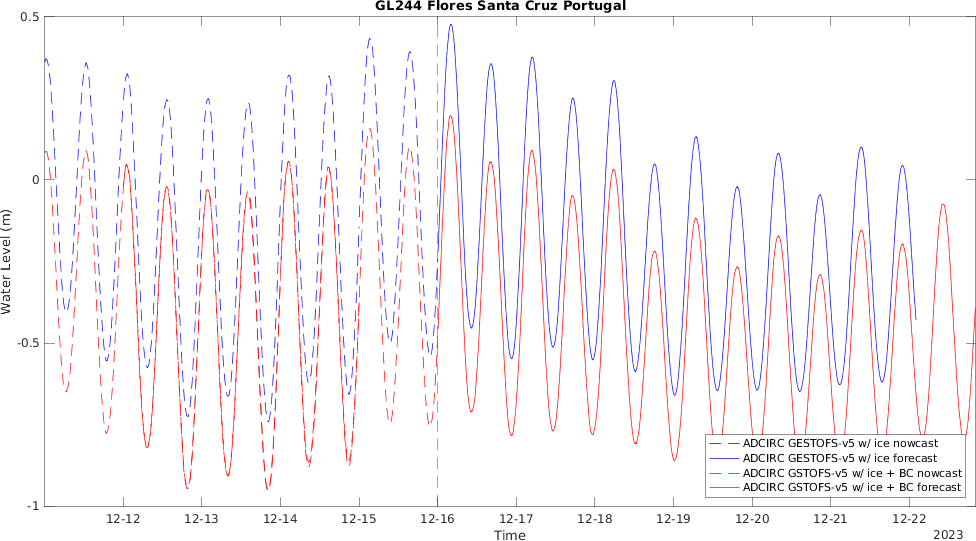 GL244 Flores Santa Cruz Portugal
0.5
0
-0.5
-1
Water Level (m)
12-12
12-13
12-14
12-15
12-16
12-17
12-18
12-19
12-20
12-21
12-22
Time
2023
ADCIRC GESTOFS-v5 w/ ice nowcast
ADCIRC GESTOFS-v5 w/ ice forecast
ADCIRC GSTOFS-v5 w/ ice + BC nowcast
ADCIRC GSTOFS-v5 w/ ice + BC forecast